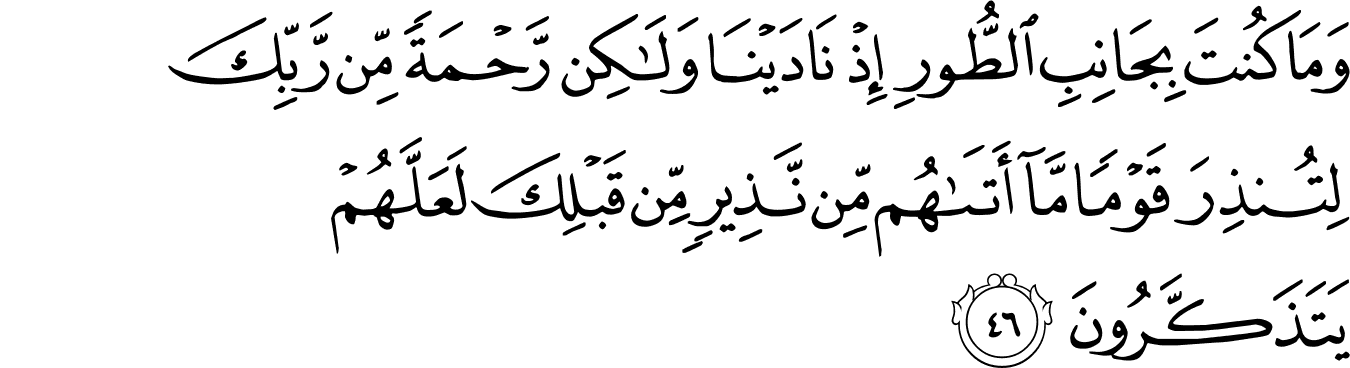 وَمَا كُنتَ بِجَانِبِ ٱلطُّورِ إِذْ نَادَيْنَا وَلَٰكِن رَّحْمَةً مِّن رَّبِّكَ
لِتُنذِرَ قَوْمًا مَّآ أَتَىٰهُم مِّن نَّذِيرٍ مِّن قَبْلِكَ لَعَلَّهُمْ
يَتَذَكَّرُونَ ٤٦